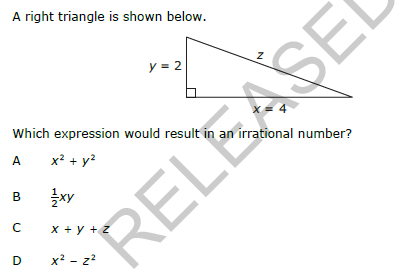 A right triangle is shown below.
y = 2
z
x = 4
Which expression would result in an irrational number?
A x² + y²
B ½xy
C x + y + z
D x² – z²
RELEASED